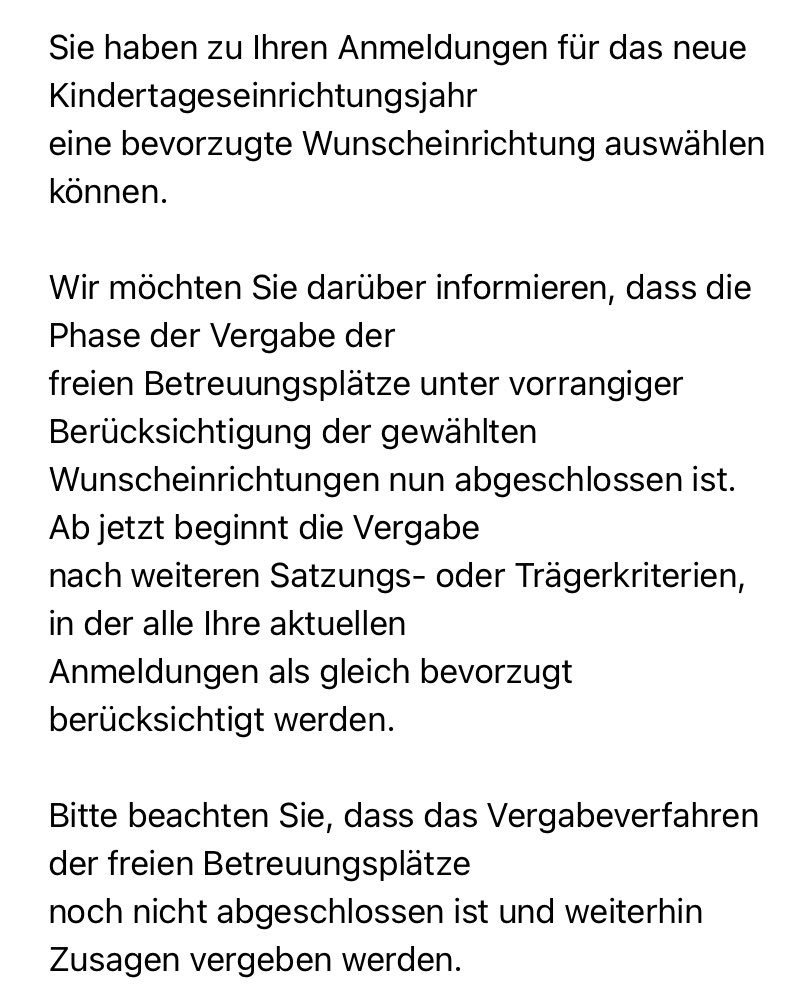 Sie haben zu Ihren Anmeldungen für das neue
Kindertageseinrichtungsjahr
eine bevorzugte Wunscheinrichtung auswählen
können.
Wir möchten Sie darüber informieren, dass die
Phase der Vergabe der
freien Betreuungsplätze unter vorrangiger
Berücksichtigung der gewählten
Wunscheinrichtungen nun abgeschlossen ist.
Ab jetzt beginnt die Vergabe
nach weiteren Satzungs- oder Trägerkriterien,
in der alle Ihre aktuellen
Anmeldungen als gleich bevorzugt
berücksichtigt werden.
Bitte beachten Sie, dass das Vergabeverfahren
der freien Betreuungsplätze
noch nicht abgeschlossen ist und weiterhin
Zusagen vergeben werden.